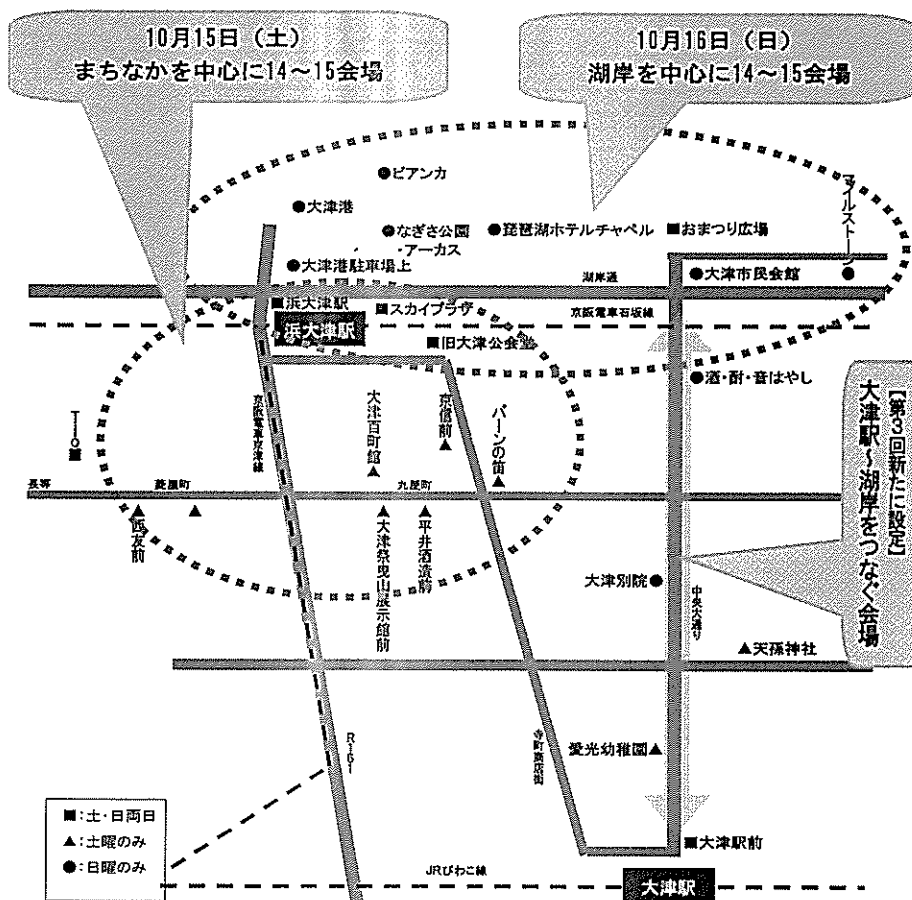 10月15日（土）
まちなかを中心に14～15会場
10月16日（日）
湖岸を中心に14～15会場
●ビアンカ
●大津港
●なぎさ公園
・アーカス
●琵琶湖ホテルチャペル
■おまつり広場
マイルストーン
●大津港駐車場上
●大津市民会館
湖岸通
■浜大津駅
■スカイプラザ
京阪電車石坂線
浜大津駅
■旧大津公会堂
●酒・酎・音はやし
【第3回新たに設定】
大津駅～湖岸をつなぐ会場
京阪電車京津線
大津百町館
京信前
パーンの笛
長等
菱屋町
丸屋町
西友前
大津祭曳山展示館前
平井酒造前
大津別院●
中央大通り
▲天孫神社
R161
寺町商店街
愛光幼稚園▲
■:土・日両日
▲:土曜のみ
●:日曜のみ
■大津駅前
JRびわこ線
大津駅